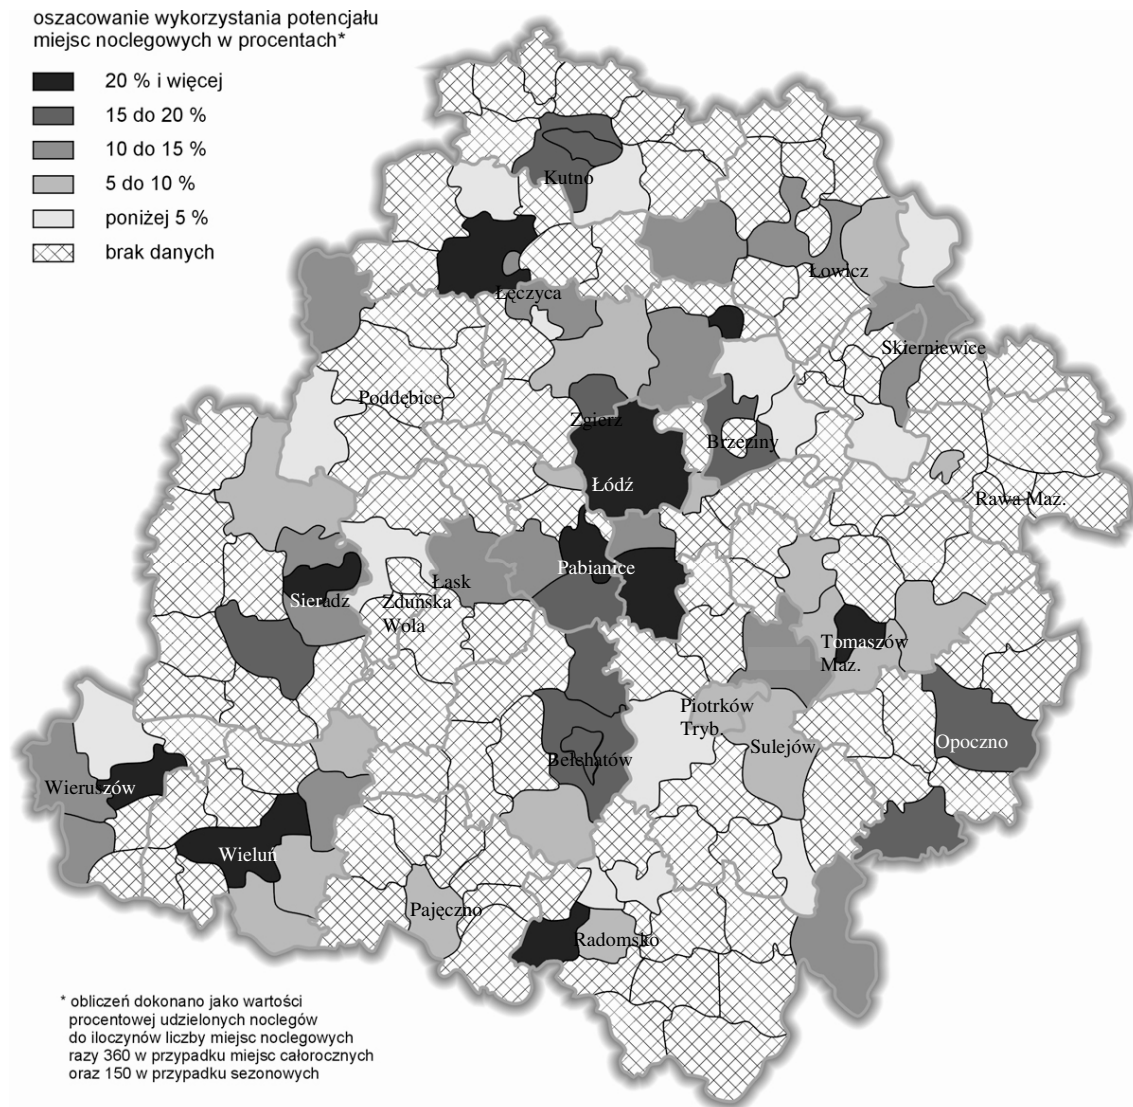 oszacowanie wykorzystania potencjału
miejsc noclegowych w procentach*
20 % i więcej
15 do 20 %
10 do 15 %
5 do 10 %
poniżej 5 %
brak danych
Kutno
Łowicz
Łęczyca
Skierniewice
Poddębice
Zgierz
Brzeziny
Łódź
Rawa Maz.
Pabianice
Łask
Sieradz
Zduńska
Wola
Tomaszów
Maz.
Piotrków
Tryb.
Sulejów
Opoczno
Bełchatów
Wieruszów
Wieluń
Pajęczno
Radomsko
* obliczeń dokonano jako wartości
procentowej udzielonych noclegów
do iloczynów liczby miejsc noclegowych
razy 360 w przypadku miejsc całorocznych
oraz 150 w przypadku sezonowych